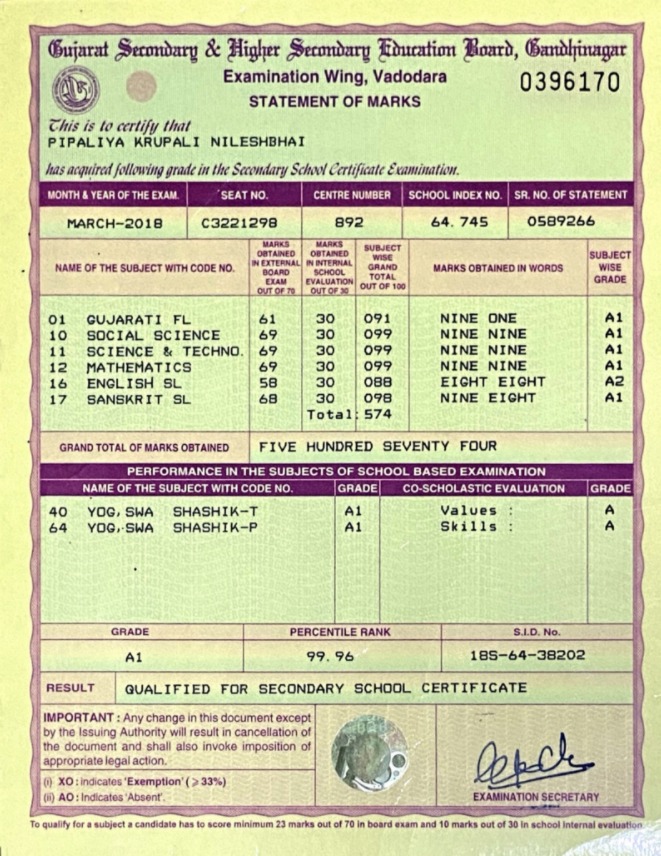 Gujarat Secondary & Higher Secondary Education Board, Gandhinagar
Examination Wing, Vadodara
0396170
STATEMENT OF MARKS
This is to certify that
PIPALIYA KRUPALI NILESHBHAI
has acquired following grade in the Secondary School Certificate Examination.
MONTH & YEAR OF THE EXAM. SEAT NO. CENTRE NUMBER SCHOOL INDEX NO. SR. NO. OF STATEMENT
MARCH-2018 C3221298 892 64.745 0589266
NAME OF THE SUBJECT WITH CODE NO. MARKS OBTAINED IN EXTERNAL BOARD EXAM OUT OF 70 MARKS OBTAINED IN INTERNAL SCHOOL EVALUATION OUT OF 30 SUBJECT WISE GRAND TOTAL OUT OF 100 MARKS OBTAINED IN WORDS SUBJECT WISE GRADE
01 GUJARATI FL 61 30 091 NINE ONE A1
10 SOCIAL SCIENCE 69 30 099 NINE NINE A1
11 SCIENCE & TECHNO. 69 30 099 NINE NINE A1
12 MATHEMATICS 69 30 099 NINE NINE A1
16 ENGLISH SL 58 30 088 EIGHT EIGHT A2
17 SANSKRIT SL 68 30 098 NINE EIGHT A1
Total: 574
GRAND TOTAL OF MARKS OBTAINED FIVE HUNDRED SEVENTY FOUR
PERFORMANCE IN THE SUBJECTS OF SCHOOL BASED EXAMINATION
NAME OF THE SUBJECT WITH CODE NO. GRADE CO-SCHOLASTIC EVALUATION GRADE
40 YOG,SWA SHASHIK-T A1 Values : A
64 YOG,SWA SHASHIK-P A1 Skills : A
GRADE PERCENTILE RANK S.I.D. No.
A1 99.96 18S-64-38202
RESULT QUALIFIED FOR SECONDARY SCHOOL CERTIFICATE
IMPORTANT : Any change in this document except
by the Issuing Authority will result in cancellation of
the document and shall also invoke imposition of
appropriate legal action.
(i) XO : indicates 'Exemption' (⩾ 33%)
(ii) AO : Indicates 'Absent'.
EXAMINATION SECRETARY
To qualify for a subject a candidate has to score minimum 23 marks out of 70 in board exam and 10 marks out of 30 in school Internal evaluation